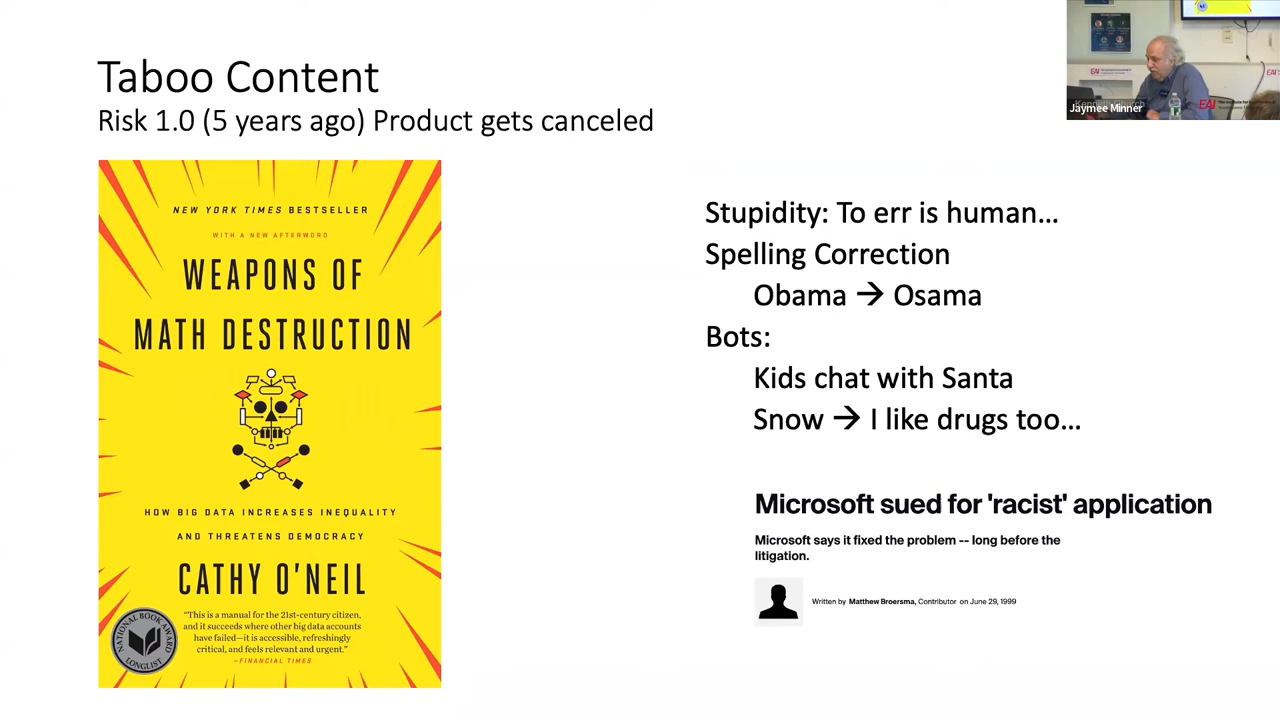 Taboo Content
Risk 1.0 (5 years ago) Product gets canceled
NEW YORK TIMES BESTSELLER
WITH A NEW AFTERWORD
WEAPONS OF
MATH DESTRUCTION
HOW BIG DATA INCREASES INEQUALITY
AND THREATENS DEMOCRACY
CATHY O'NEIL
NATIONAL BOOK AWARD
LONGLIST
"This is a manual for the 21st-century citizen,
and it succeeds where other big data accounts
have failed—it is accessible, refreshingly
critical, and feels relevant and urgent."
—FINANCIAL TIMES
Stupidity: To err is human…
Spelling Correction
Obama → Osama
Bots:
Kids chat with Santa
Snow → I like drugs too…
Microsoft sued for 'racist' application
Microsoft says it fixed the problem -- long before the
litigation.
Written by Matthew Broersma, Contributor on June 29, 1999
Jaymee Minner
EAI
EAI
EAI